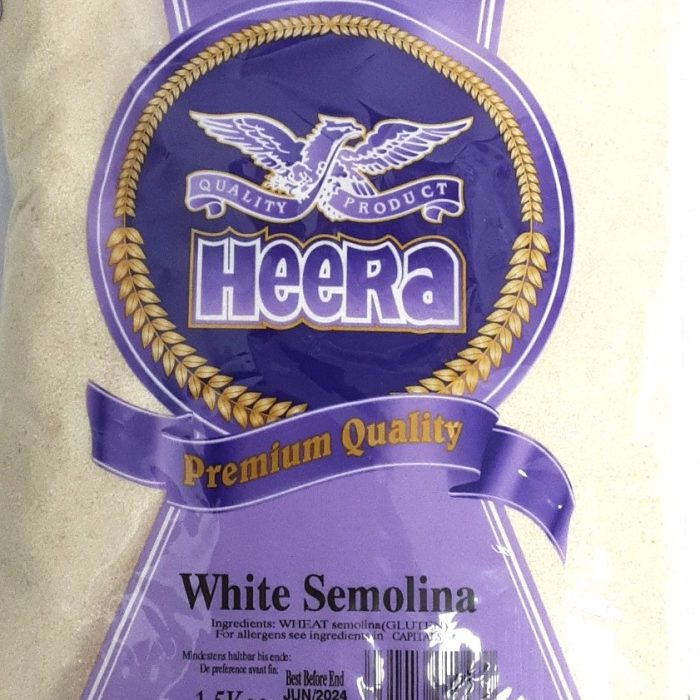 QUALITY PRODUCT
HeeRa
Premium Quality
White Semolina
Ingredients: WHEAT semolina(GLUTEN)
For allergens see ingredients in CAPITALS
Mindestens haltbar bis ende:
De preference avant fin:
Best Before End
JUN/2024